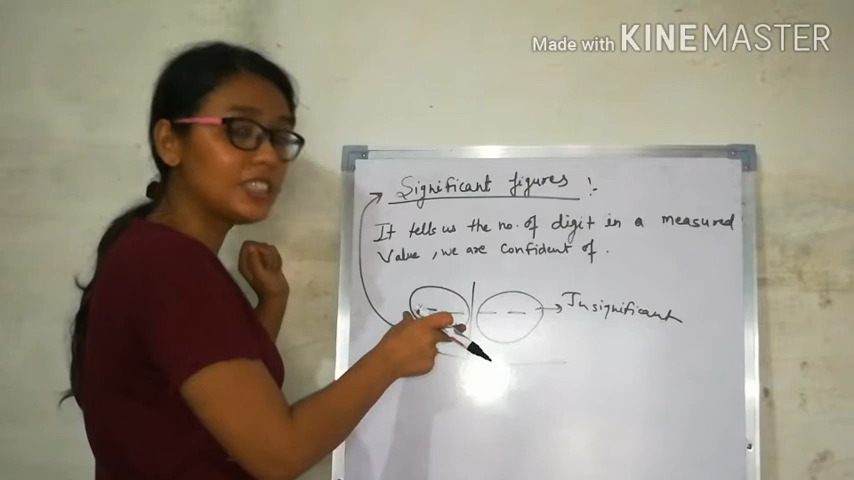 Made with KINEMASTER
Significant figures :-
It tells us the no. of digit in a measured
value, we are confident of.
Insignificant